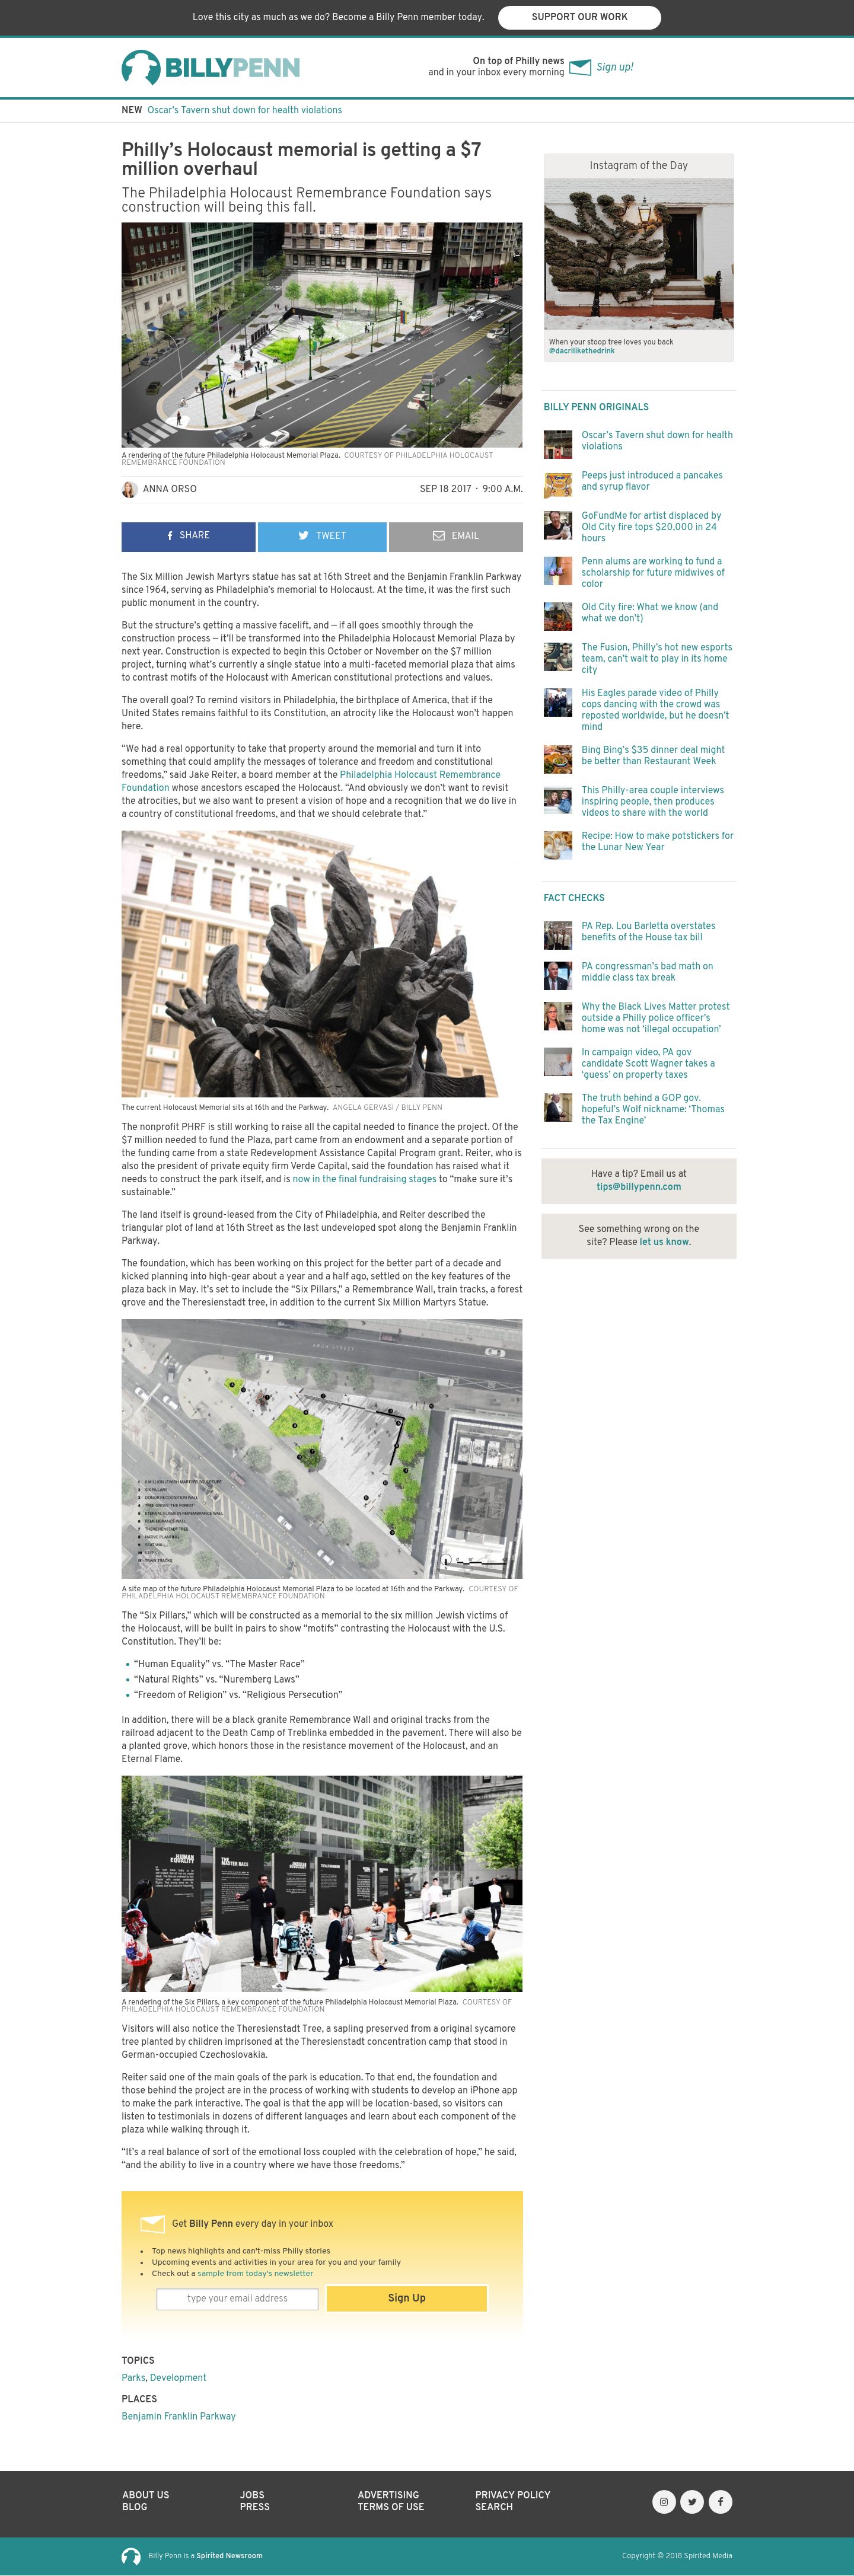 Love this city as much as we do? Become a Billy Penn member today.
SUPPORT OUR WORK
BILLYPENN
On top of Philly news
and in your inbox every morning
Sign up!
NEW Oscar's Tavern shut down for health violations
Philly's Holocaust memorial is getting a $7
million overhaul
The Philadelphia Holocaust Remembrance Foundation says
construction will being this fall.
A rendering of the future Philadelphia Holocaust Memorial Plaza. COURTESY OF PHILADELPHIA HOLOCAUST
REMEMBRANCE FOUNDATION
ANNA ORSO
SEP 18 2017 · 9:00 A.M.
SHARE
TWEET
EMAIL
The Six Million Jewish Martyrs statue has sat at 16th Street and the Benjamin Franklin Parkway
since 1964, serving as Philadelphia's memorial to Holocaust. At the time, it was the first such
public monument in the country.
But the structure's getting a massive facelift, and — if all goes smoothly through the
construction process — it'll be transformed into the Philadelphia Holocaust Memorial Plaza by
next year. Construction is expected to begin this October or November on the $7 million
project, turning what's currently a single statue into a multi-faceted memorial plaza that aims
to contrast motifs of the Holocaust with American constitutional protections and values.
The overall goal? To remind visitors in Philadelphia, the birthplace of America, that if the
United States remains faithful to its Constitution, an atrocity like the Holocaust won't happen
here.
“We had a real opportunity to take that property around the memorial and turn it into
something that could amplify the messages of tolerance and freedom and constitutional
freedoms,” said Jake Reiter, a board member at the Philadelphia Holocaust Remembrance
Foundation whose ancestors escaped the Holocaust. “And obviously we don't want to revisit
the atrocities, but we also want to present a vision of hope and a recognition that we do live in
a country of constitutional freedoms, and that we should celebrate that.”
The current Holocaust Memorial sits at 16th and the Parkway. ANGELA GERVASI / BILLY PENN
The nonprofit PHRF is still working to raise all the capital needed to finance the project. Of the
$7 million needed to fund the Plaza, part came from an endowment and a separate portion of
the funding came from a state Redevelopment Assistance Capital Program grant. Reiter, who is
also the president of private equity firm Verde Capital, said the foundation has raised what it
needs to construct the park itself, and is now in the final fundraising stages to “make sure it's
sustainable.”
The land itself is ground-leased from the City of Philadelphia, and Reiter described the
triangular plot of land at 16th Street as the last undeveloped spot along the Benjamin Franklin
Parkway.
The foundation, which has been working on this project for the better part of a decade and
kicked planning into high-gear about a year and a half ago, settled on the key features of the
plaza back in May. It's set to include the “Six Pillars,” a Remembrance Wall, train tracks, a forest
grove and the Theresienstadt tree, in addition to the current Six Million Martyrs Statue.
ARCH STREET
6 MILLION JEWISH MARTYRS SCULPTURE
SIX PILLARS
DONOR RECOGNITION WALL
ETERNAL FLAME IN REMEMBRANCE WALL
REMEMBRANCE WALL
THERESIENSTADT TREE
NATIVE PLANTING
SEAT WALL
STEPS
TRAIN TRACKS
A site map of the future Philadelphia Holocaust Memorial Plaza to be located at 16th and the Parkway. COURTESY OF
PHILADELPHIA HOLOCAUST REMEMBRANCE FOUNDATION
The “Six Pillars,” which will be constructed as a memorial to the six million Jewish victims of
the Holocaust, will be built in pairs to show “motifs” contrasting the Holocaust with the U.S.
Constitution. They'll be:
• “Human Equality” vs. “The Master Race”
• “Natural Rights” vs. “Nuremberg Laws”
• “Freedom of Religion” vs. “Religious Persecution”
In addition, there will be a black granite Remembrance Wall and original tracks from the
railroad adjacent to the Death Camp of Treblinka embedded in the pavement. There will also be
a planted grove, which honors those in the resistance movement of the Holocaust, and an
Eternal Flame.
HUMAN
EQUALITY
THE
MASTER RACE
A rendering of the Six Pillars, a key component of the future Philadelphia Holocaust Memorial Plaza. COURTESY OF
PHILADELPHIA HOLOCAUST REMEMBRANCE FOUNDATION
Visitors will also notice the Theresienstadt Tree, a sapling preserved from a original sycamore
tree planted by children imprisoned at the Theresienstadt concentration camp that stood in
German-occupied Czechoslovakia.
Reiter said one of the main goals of the park is education. To that end, the foundation and
those behind the project are in the process of working with students to develop an iPhone app
to make the park interactive. The goal is that the app will be location-based, so visitors can
listen to testimonials in dozens of different languages and learn about each component of the
plaza while walking through it.
“It's a real balance of sort of the emotional loss coupled with the celebration of hope,” he said,
“and the ability to live in a country where we have those freedoms.”
Get Billy Penn every day in your inbox
• Top news highlights and can't-miss Philly stories
• Upcoming events and activities in your area for you and your family
• Check out a sample from today's newsletter
type your email address
Sign Up
TOPICS
Parks, Development
PLACES
Benjamin Franklin Parkway
Instagram of the Day
When your stoop tree loves you back
@dacrilikethedrink
BILLY PENN ORIGINALS
Oscar's Tavern shut down for health
violations
Peeps just introduced a pancakes
and syrup flavor
GoFundMe for artist displaced by
Old City fire tops $20,000 in 24
hours
Penn alums are working to fund a
scholarship for future midwives of
color
Old City fire: What we know (and
what we don't)
The Fusion, Philly's hot new esports
team, can't wait to play in its home
city
His Eagles parade video of Philly
cops dancing with the crowd was
reposted worldwide, but he doesn't
mind
Bing Bing's $35 dinner deal might
be better than Restaurant Week
This Philly-area couple interviews
inspiring people, then produces
videos to share with the world
Recipe: How to make potstickers for
the Lunar New Year
FACT CHECKS
PA Rep. Lou Barletta overstates
benefits of the House tax bill
PA congressman's bad math on
middle class tax break
Why the Black Lives Matter protest
outside a Philly police officer's
home was not ‘illegal occupation’
In campaign video, PA gov
candidate Scott Wagner takes a
‘guess’ on property taxes
The truth behind a GOP gov.
hopeful's Wolf nickname: ‘Thomas
the Tax Engine’
Have a tip? Email us at
tips@billypenn.com
See something wrong on the
site? Please let us know.
ABOUT US
BLOG
JOBS
PRESS
ADVERTISING
TERMS OF USE
PRIVACY POLICY
SEARCH
Billy Penn is a Spirited Newsroom
Copyright © 2018 Spirited Media